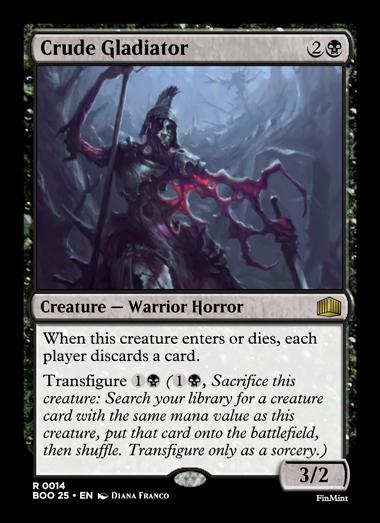 Crude Gladiator 2
Creature — Warrior Horror
When this creature enters or dies, each
player discards a card.
Transfigure 1 (1, Sacrifice this
creature: Search your library for a creature
card with the same mana value as this
creature, put that card onto the battlefield,
then shuffle. Transfigure only as a sorcery.)
3/2
R 0014
BOO 25 • EN Diana Franco
FinMint